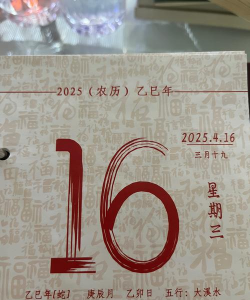 2025（农历）乙巳年
2025.4.16
三月十九
16
星期三
乙巳年[蛇] 庚辰月 乙卯日 五行：大溪水